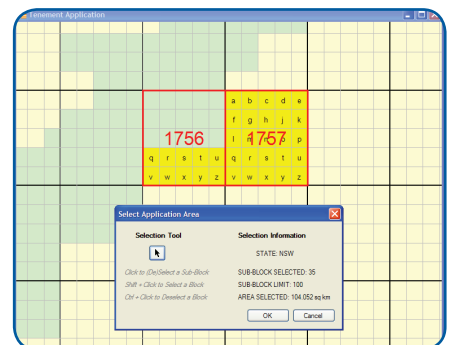 Tenement Application
a b c d e
f g h j k
1756 l m n o p
1757
q r s t u q r s t u
v w x y z v w x y z
Select Application Area
Selection Tool Selection Information
STATE: NSW
Click to (De)Select a Sub-Block SUB-BLOCK SELECTED: 35
Shift + Click to Select a Block SUB-BLOCK LIMIT: 100
Ctrl + Click to Deselect a Block AREA SELECTED: 104.052 sq km
OK Cancel